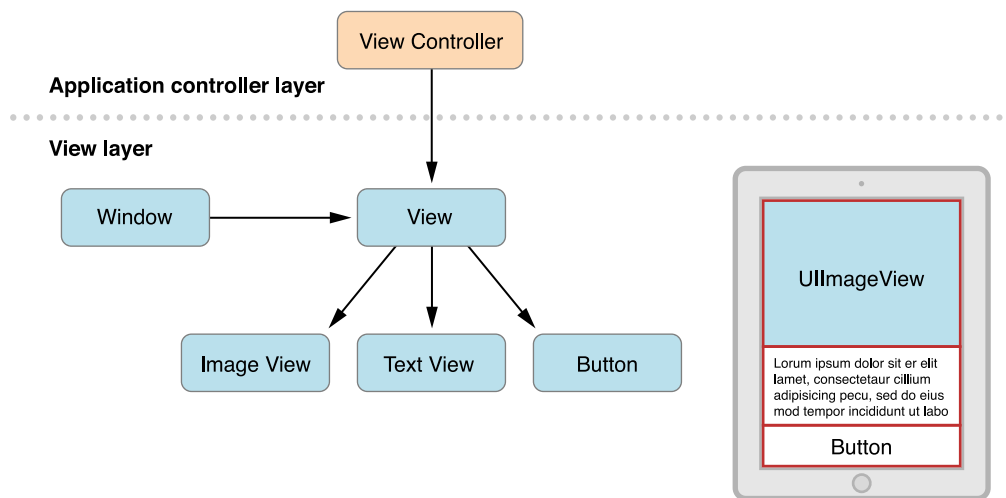 View Controller
Application controller layer
View layer
Window
View
Image View
Text View
Button
UIImageView
Lorum ipsum dolor sit er elit
lamet, consectetaur cillium
adipisicing pecu, sed do eius
mod tempor incididunt ut labo
Button